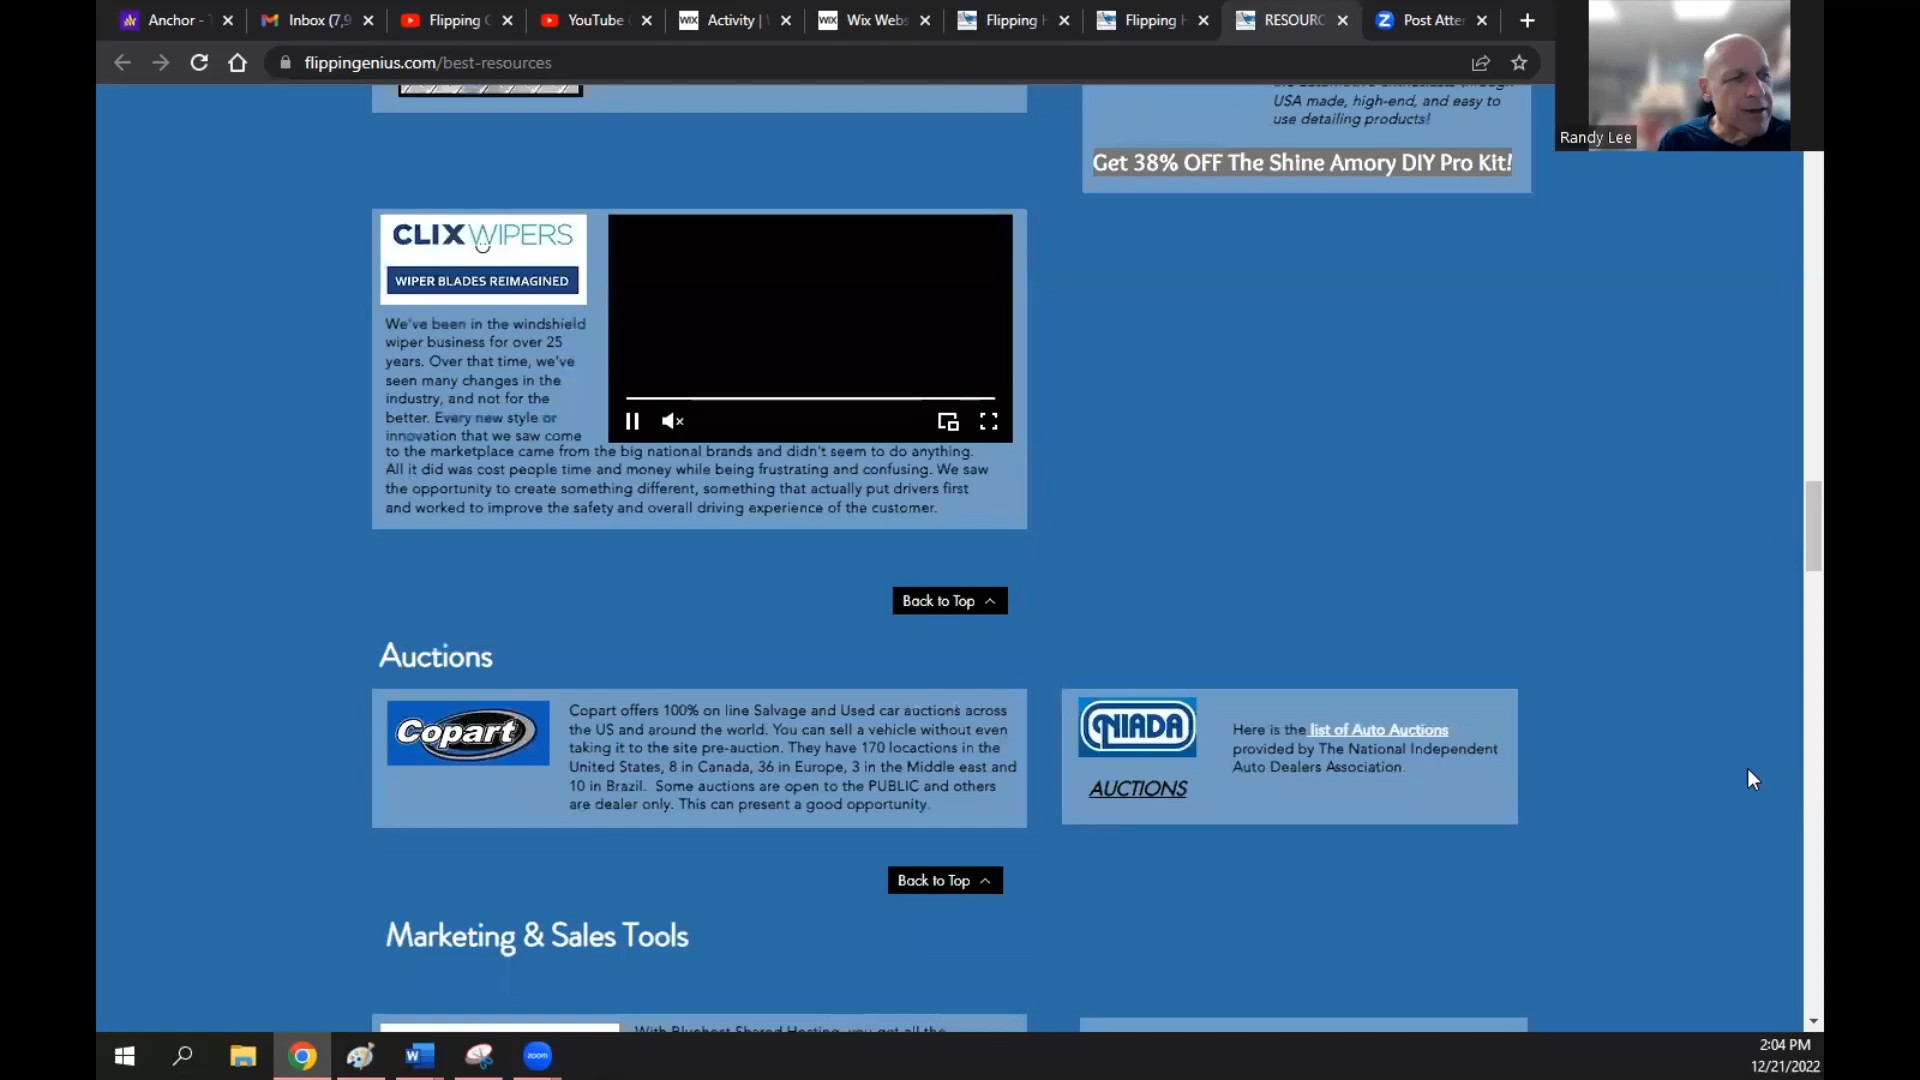 Anchor -
Inbox (7,9
Flipping
YouTube
WIX Activity |
WIX Wix Webs
Flipping
Flipping
RESOURC
Z Post Atte
flippingenius.com/best-resources
USA made, high-end, and easy to
use detailing products!
Get 38% OFF The Shine Amory DIY Pro Kit!
Randy Lee
CLIXWIPERS
WIPER BLADES REIMAGINED
We've been in the windshield
wiper business for over 25
years. Over that time, we've
seen many changes in the
industry, and not for the
better. Every new style or
innovation that we saw come
to the marketplace came from the big national brands and didn't seem to do anything.
All it did was cost people time and money while being frustrating and confusing. We saw
the opportunity to create something different, something that actually put drivers first
and worked to improve the safety and overall driving experience of the customer.
Back to Top
Auctions
Copart
Copart offers 100% on line Salvage and Used car auctions across
the US and around the world. You can sell a vehicle without even
taking it to the site pre-auction. They have 170 locactions in the
United States, 8 in Canada, 36 in Europe, 3 in the Middle east and
10 in Brazil. Some auctions are open to the PUBLIC and others
are dealer only. This can present a good opportunity.
NIADA
AUCTIONS
Here is the list of Auto Auctions
provided by The National Independent
Auto Dealers Association.
Back to Top
Marketing & Sales Tools
With Bluehost Shared Hosting, you get all the
W
zoom
2:04 PM
12/21/2022